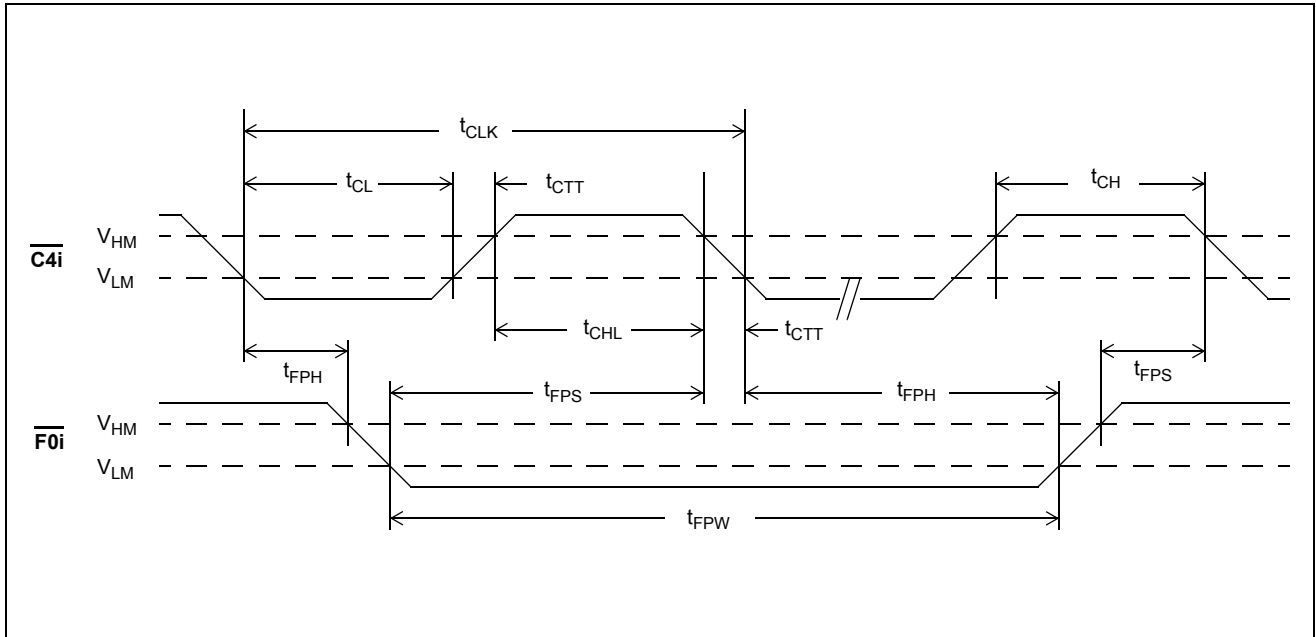 tCLK
tCL
tCTT
tCH
VHM
C4i
VLM
tCHL
tCTT
tFPH
tFPS
tFPH
tFPS
VHM
F0i
VLM
tFPW